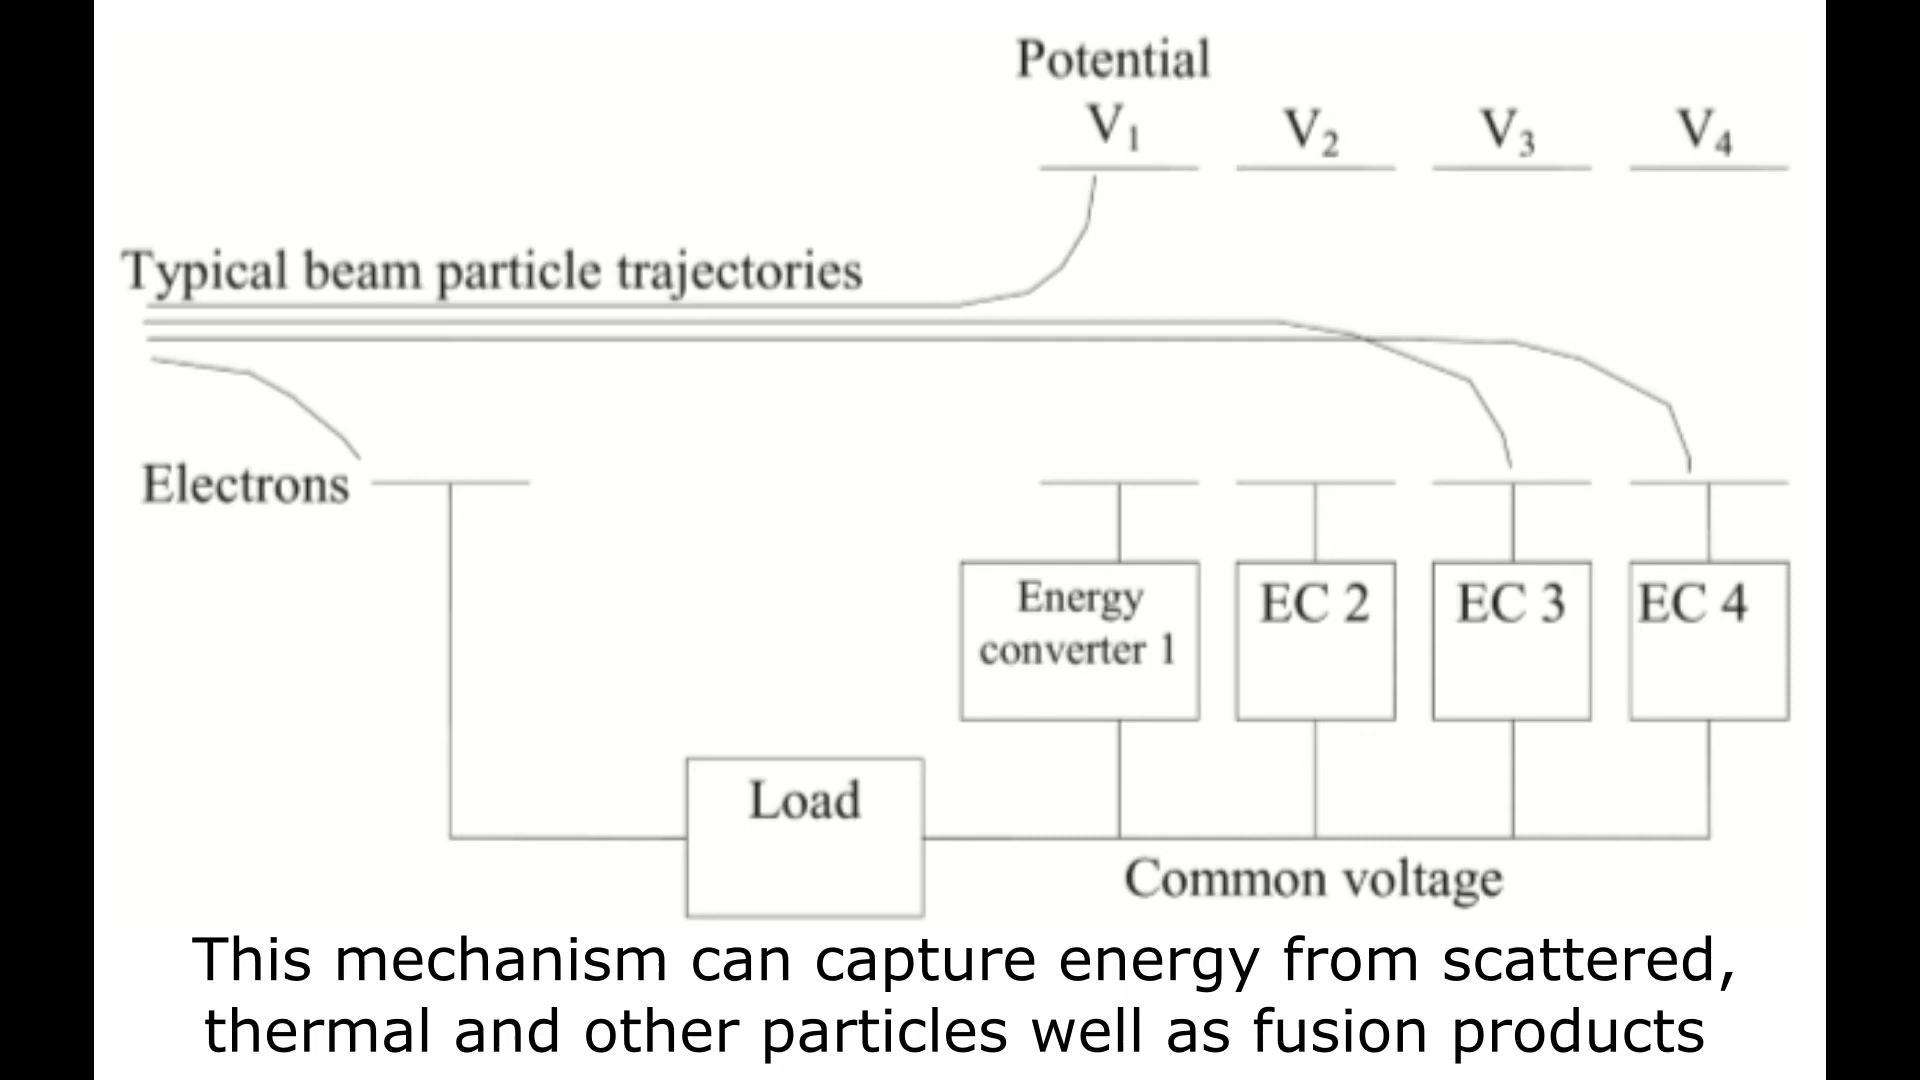 Potential
V₁ V₂ V₃ V₄
Typical beam particle trajectories
Electrons
Energy
converter 1
EC 2
EC 3
EC 4
Load
Common voltage
This mechanism can capture energy from scattered,
thermal and other particles well as fusion products